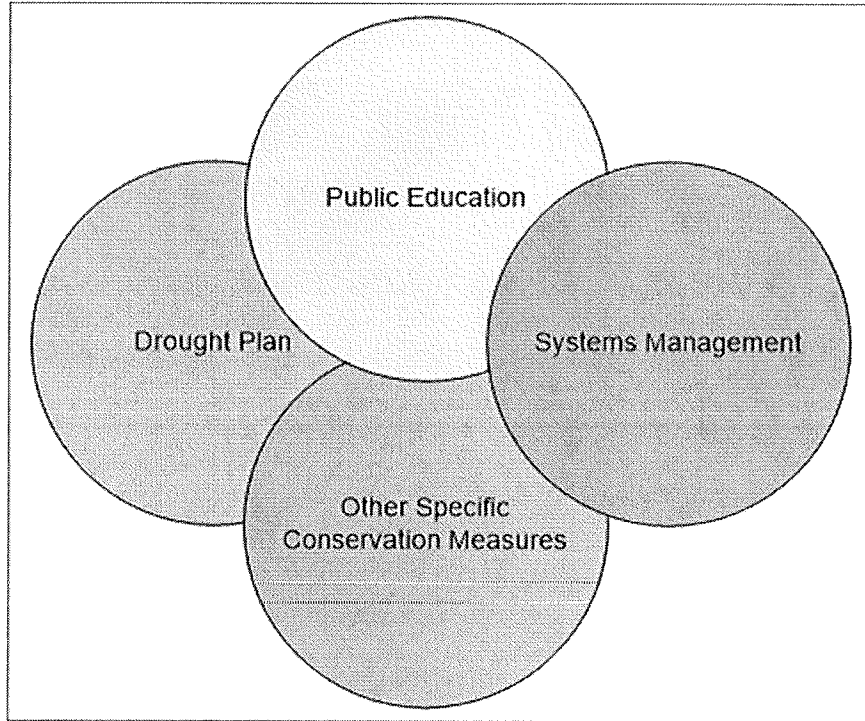 Public Education
Drought Plan
Systems Management
Other Specific
Conservation Measures